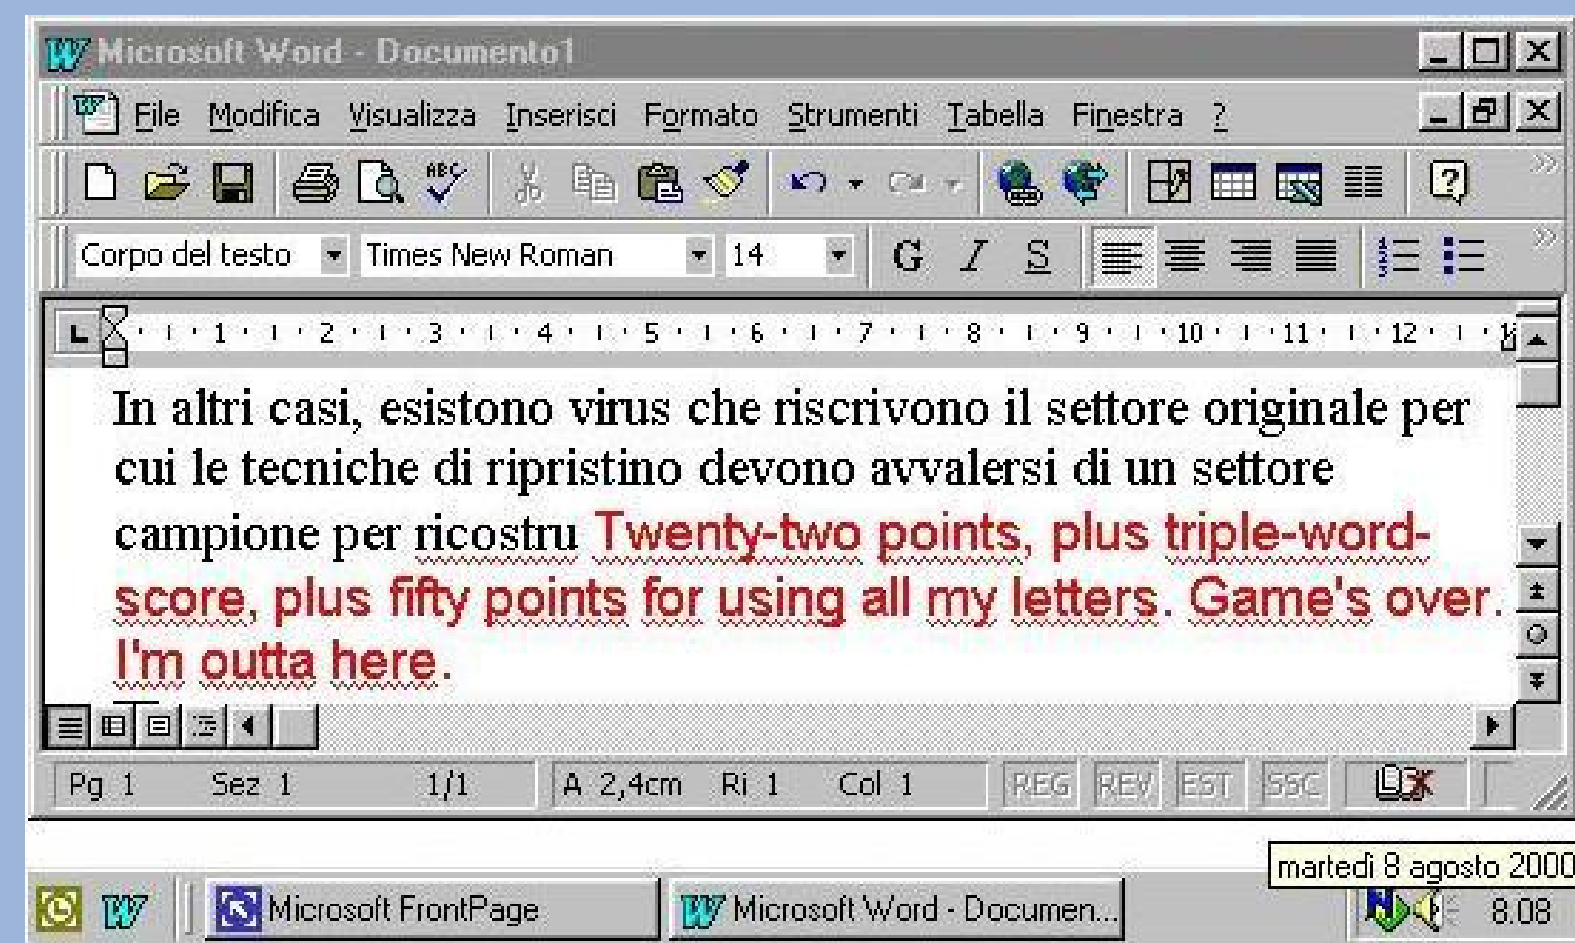 Microsoft Word - Documento1
File Modifica Visualizza Inserisci Formato Strumenti Tabella Finestra ?
ABC
Corpo del testo Times New Roman 14 G I S
1 2 3 4 5 6 7 8 9 10 11 12
In altri casi, esistono virus che riscrivono il settore originale per
cui le tecniche di ripristino devono avvalersi di un settore
campione per ricostru Twenty-two points, plus triple-word-
score, plus fifty points for using all my letters. Game's over.
I'm outta here.
Pg 1 Sez 1 1/1 A 2,4cm Ri 1 Col 1 REG REV EST SSC
martedì 8 agosto 2000
Microsoft FrontPage Microsoft Word - Documen... 8.08